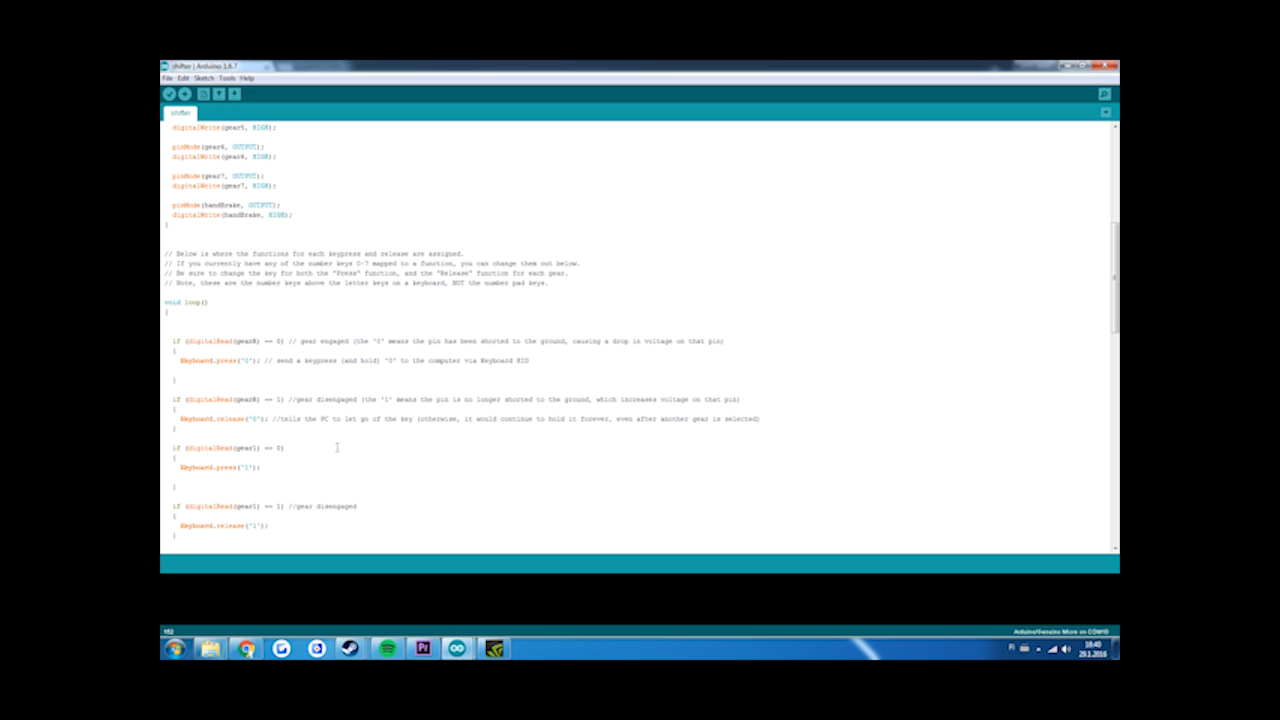 shifter | Arduino 1.6.7
File Edit Sketch Tools Help
shifter
digitalWrite(gear5, HIGH);
pinMode(gear6, OUTPUT);
digitalWrite(gear6, HIGH);
pinMode(gear7, OUTPUT);
digitalWrite(gear7, HIGH);
pinMode(handBrake, OUTPUT);
digitalWrite(handBrake, HIGH);
}
// Below is where the functions for each keypress and release are assigned.
// If you currently have any of the number keys 0-7 mapped to a function, you can change them out below.
// Be sure to change the key for both the "Press" function, and the "Release" function for each gear.
// Note, these are the number keys above the letter keys on a keyboard, NOT the number pad keys.
void loop()
{
if (digitalRead(gearR) == 0) // gear engaged (the '0' means the pin has been shorted to the ground, causing a drop in voltage on that pin)
{
Keyboard.press('0'); // send a keypress (and hold) '0' to the computer via Keyboard HID
}
if (digitalRead(gearR) == 1) //gear disengaged (the '1' means the pin is no longer shorted to the ground, which increases voltage on that pin)
{
Keyboard.release('0'); //tells the PC to let go of the key (otherwise, it would continue to hold it forever, even after another gear is selected)
}
if (digitalRead(gear1) == 0)
{
Keyboard.press('1');
}
if (digitalRead(gear1) == 1) //gear disengaged
{
Keyboard.release('1');
}
Arduino/Genuino Micro on COM10
Pr
FI
18:40
29.1.2016